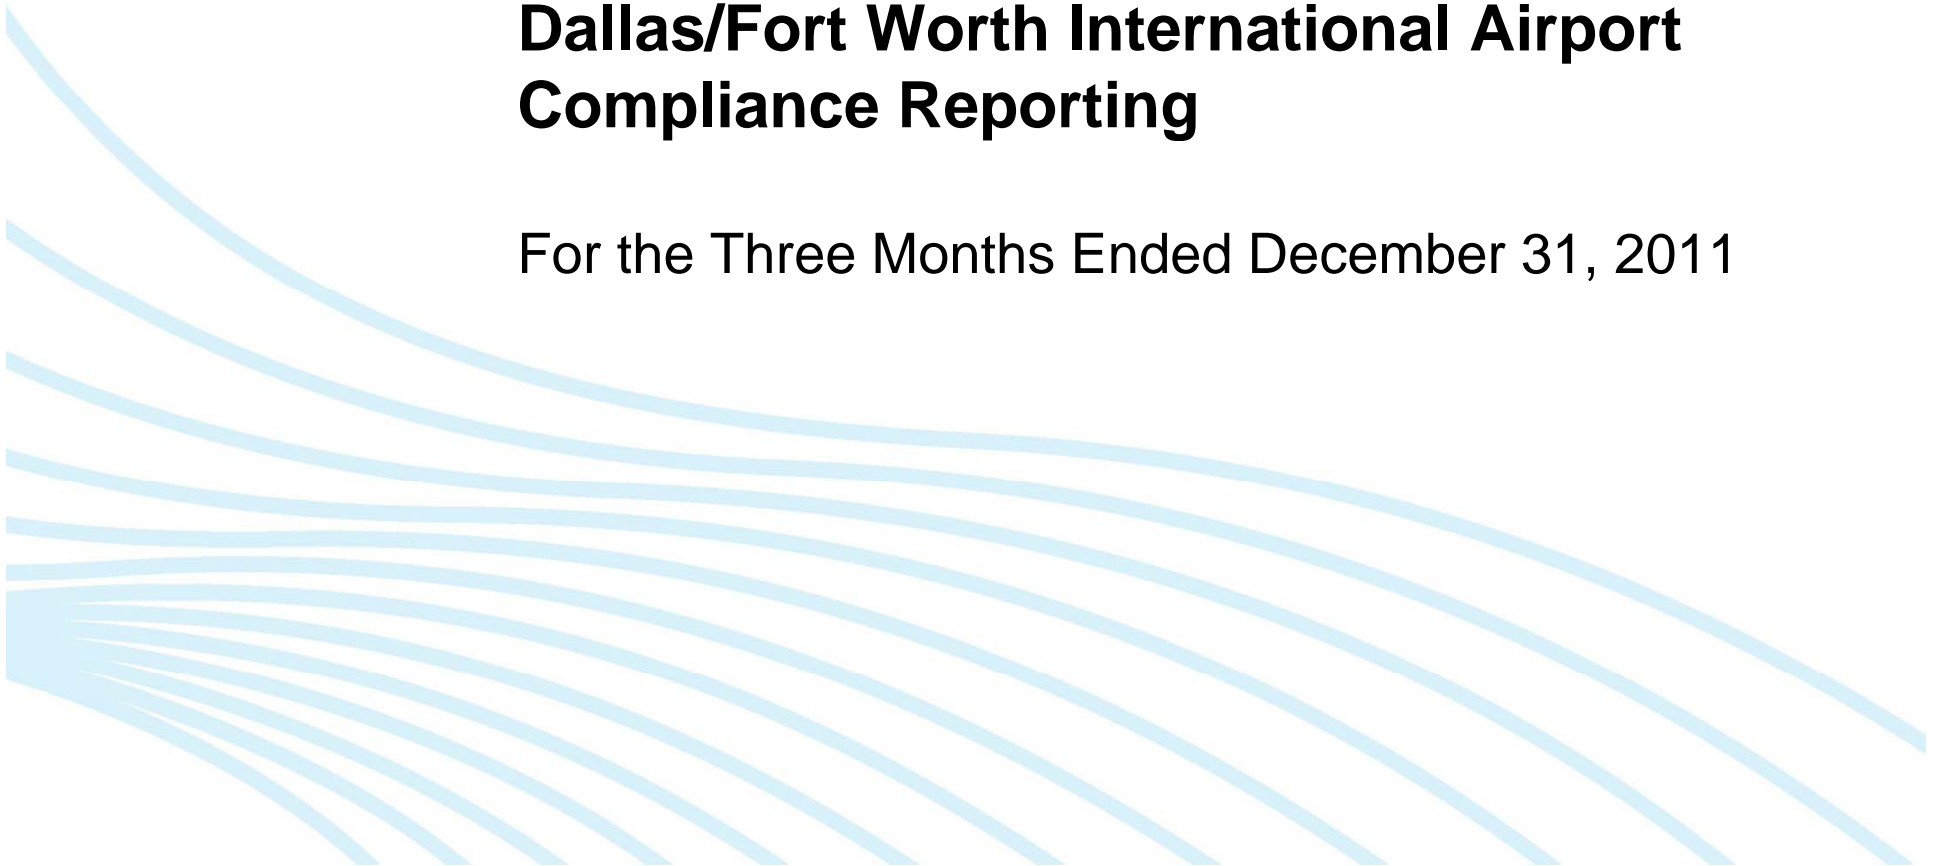 Dallas/Fort Worth International Airport
Compliance Reporting
For the Three Months Ended December 31, 2011